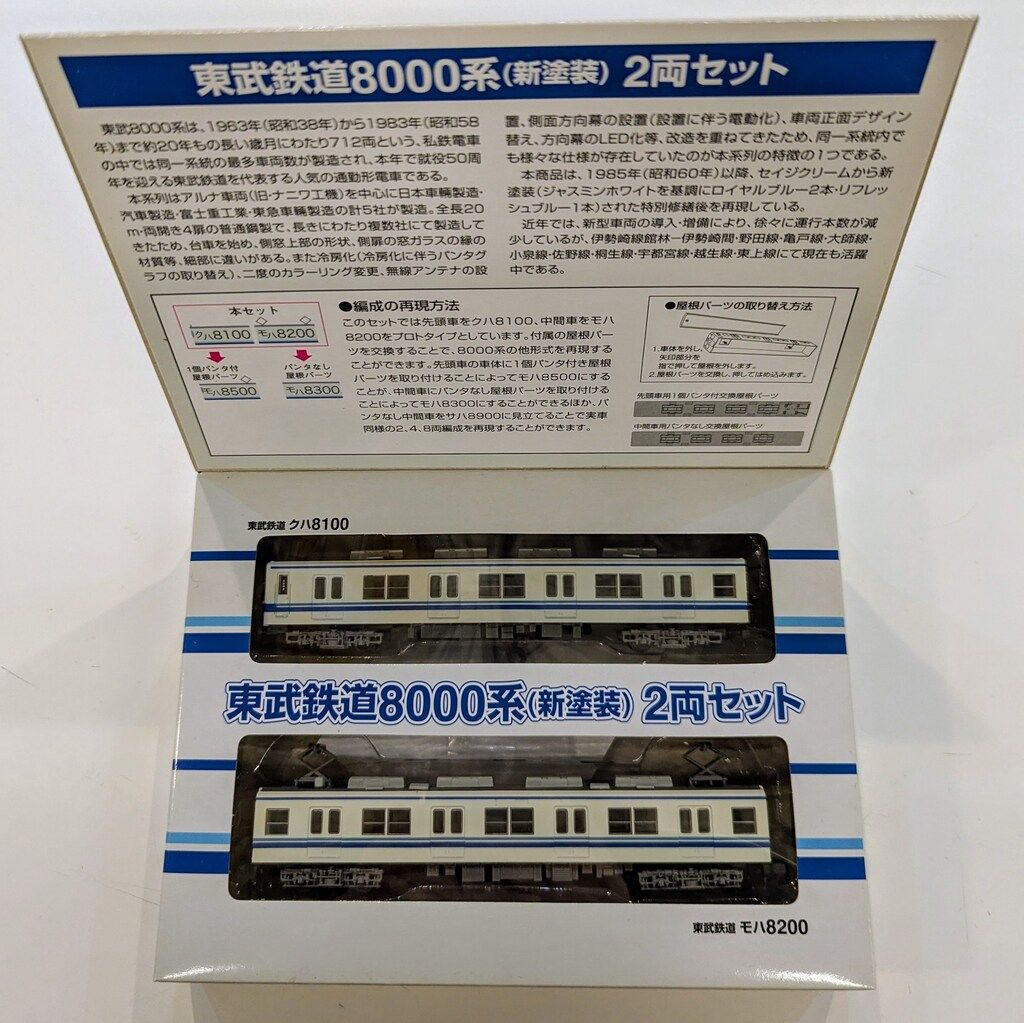 東武鉄道8000系(新塗装) 2両セット
東武8000系は、1963年(昭和38年)から1983年(昭和58
年)まで約20年もの長い歳月にわたり712両という、私鉄電車
の中では同一系統の最多車両数が製造され、本年で就役50周
年を迎える東武鉄道を代表する人気の通勤形電車である。
本系列はアルナ車両(旧・ナニワ工機)を中心に日本車輛製造・
汽車製造・富士重工業・東急車輛製造の計5社が製造。全長20
m・両開き4扉の普通鋼製で、長きにわたり複数社にて製造して
きたため、台車を始め、側窓上部の形状、側扉の窓ガラスの縁の
材質等、細部に違いがある。また冷房化(冷房化に伴うパンタグ
ラフの取り替え)、二度のカラーリング変更、無線アンテナの設
置、側面方向幕の設置(設置に伴う電動化)、車両正面デザイン
替え、方向幕のLED化等、改造を重ねてきたため、同一系統内で
も様々な仕様が存在していたのが本系列の特徴の1つである。
本商品は、1985年(昭和60年)以降、セイジクリームから新
塗装(ジャスミンホワイトを基調にロイヤルブルー2本・リフレッ
シュブルー1本)された特別修繕後を再現している。
近年では、新型車両の導入・増備により、徐々に運行本数が減
少しているが、伊勢崎線館林―伊勢崎間・野田線・亀戸線・大師線・
小泉線・佐野線・桐生線・宇都宮線・越生線・東上線にて現在も活躍
中である。
本セット
クハ8100 モハ8200
1個パンタ付
屋根パーツ
パンタなし
屋根パーツ
モハ8500 モハ8300
●編成の再現方法
このセットでは先頭車をクハ8100、中間車をモハ
8200をプロトタイプとしています。付属の屋根パー
ツを交換することで、8000系の他形式を再現する
ことができます。先頭車の車体に1個パンタ付き屋根
パーツを取り付けることによってモハ8500にする
ことが、中間車にパンタなし屋根パーツを取り付ける
ことによってモハ8300にすることができるほか、パ
ンタなし中間車をサハ8900に見立てることで実車
同様の2、4、8両編成を再現することができます。
●屋根パーツの取り替え方法
1.車体を外し、
矢印部分を
指で押して屋根を外します。
2.屋根パーツを交換し、押してはめ込みます。
先頭車用1個パンタ付交換屋根パーツ
中間車用パンタなし交換屋根パーツ
東武鉄道 クハ8100
東武鉄道8000系(新塗装) 2両セット
東武鉄道 モハ8200